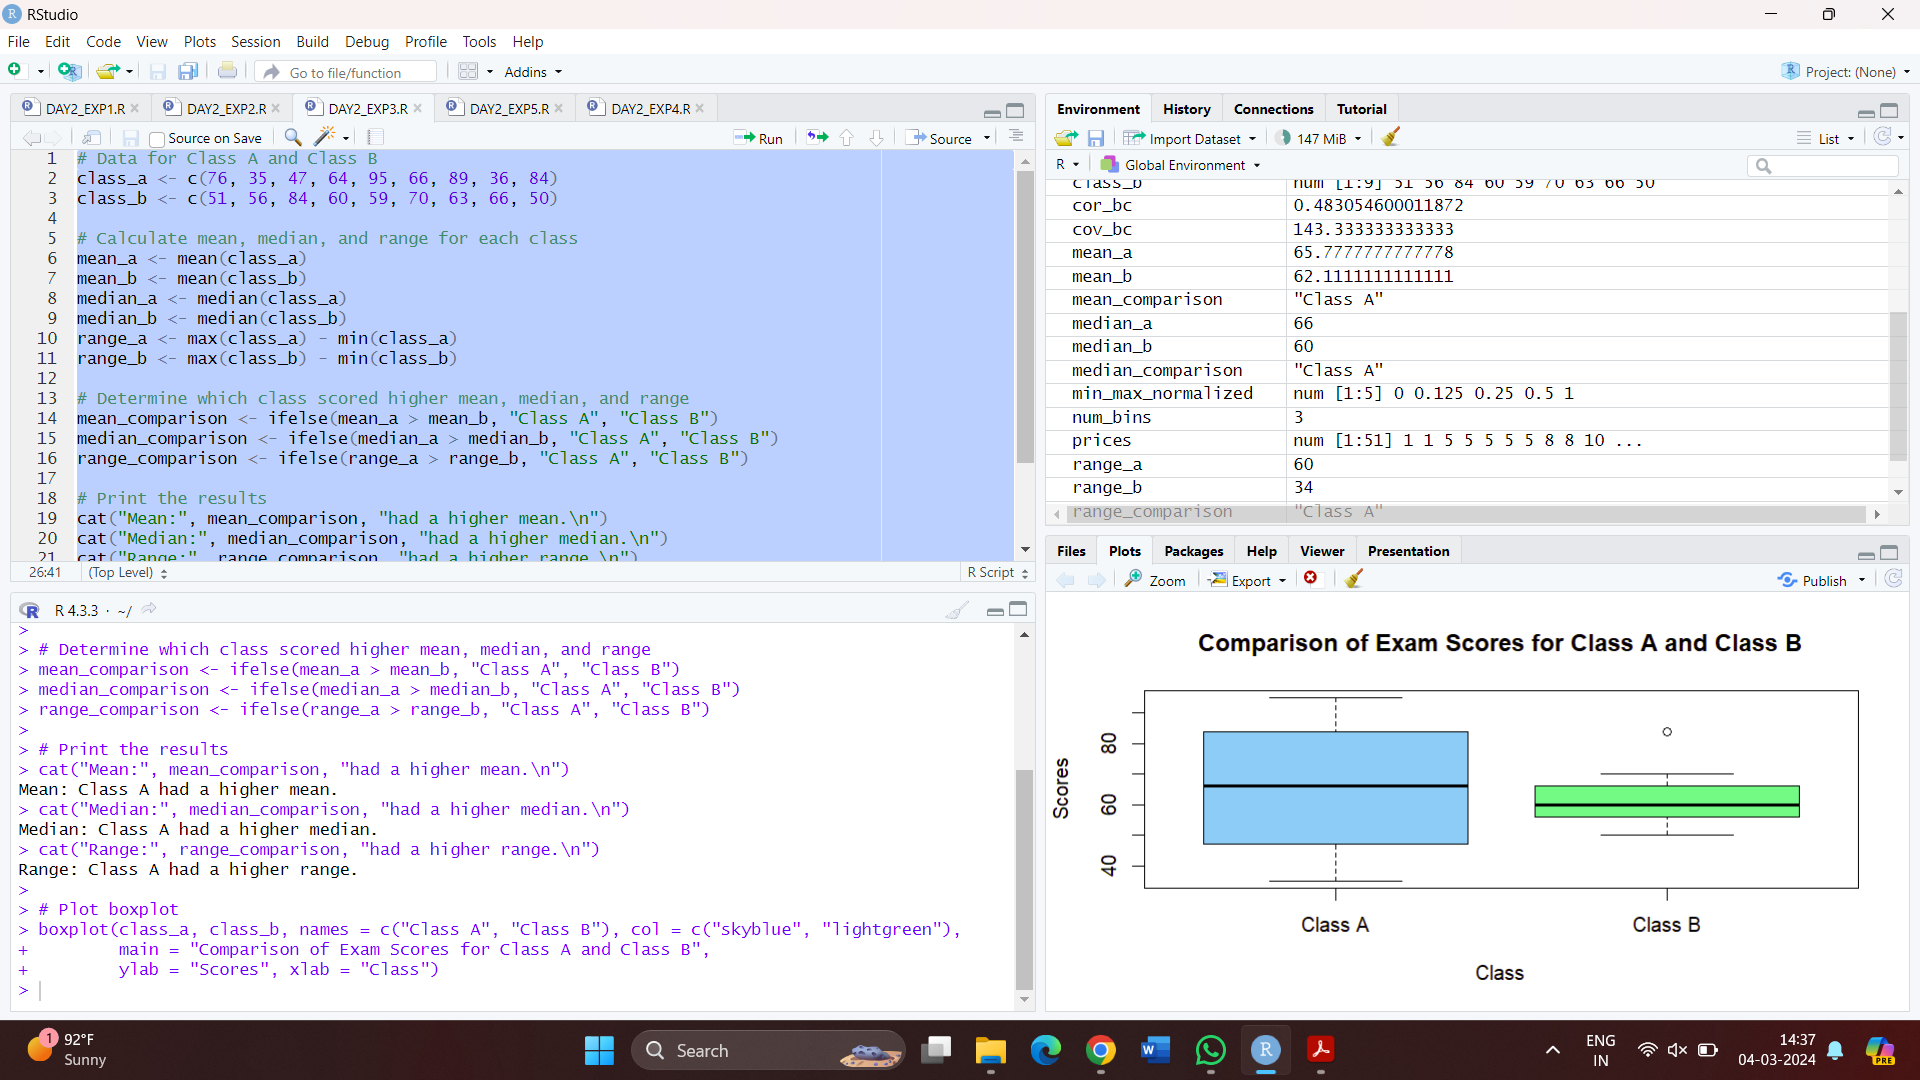 RStudio
File Edit Code View Plots Session Build Debug Profile Tools Help
Go to file/function Addins Project: (None)
DAY2_EXP1.R DAY2_EXP2.R DAY2_EXP3.R DAY2_EXP5.R DAY2_EXP4.R
Source on Save Run Source
1 # Data for Class A and Class B
2 class_a <- c(76, 35, 47, 64, 95, 66, 89, 36, 84)
3 class_b <- c(51, 56, 84, 60, 59, 70, 63, 66, 50)
4
5 # Calculate mean, median, and range for each class
6 mean_a <- mean(class_a)
7 mean_b <- mean(class_b)
8 median_a <- median(class_a)
9 median_b <- median(class_b)
10 range_a <- max(class_a) - min(class_a)
11 range_b <- max(class_b) - min(class_b)
12
13 # Determine which class scored higher mean, median, and range
14 mean_comparison <- ifelse(mean_a > mean_b, "Class A", "Class B")
15 median_comparison <- ifelse(median_a > median_b, "Class A", "Class B")
16 range_comparison <- ifelse(range_a > range_b, "Class A", "Class B")
17
18 # Print the results
19 cat("Mean:", mean_comparison, "had a higher mean.\n")
20 cat("Median:", median_comparison, "had a higher median.\n")
21 cat("Range:", range_comparison, "had a higher range.\n")
26:41 (Top Level) R Script
R 4.3.3 · ~/
>
> # Determine which class scored higher mean, median, and range
> mean_comparison <- ifelse(mean_a > mean_b, "Class A", "Class B")
> median_comparison <- ifelse(median_a > median_b, "Class A", "Class B")
> range_comparison <- ifelse(range_a > range_b, "Class A", "Class B")
>
> # Print the results
> cat("Mean:", mean_comparison, "had a higher mean.\n")
Mean: Class A had a higher mean.
> cat("Median:", median_comparison, "had a higher median.\n")
Median: Class A had a higher median.
> cat("Range:", range_comparison, "had a higher range.\n")
Range: Class A had a higher range.
>
> # Plot boxplot
> boxplot(class_a, class_b, names = c("Class A", "Class B"), col = c("skyblue", "lightgreen"),
+ main = "Comparison of Exam Scores for Class A and Class B",
+ ylab = "Scores", xlab = "Class")
>
Environment History Connections Tutorial
Import Dataset 147 MiB List
R Global Environment
class_b num [1:9] 51 56 84 60 59 70 63 66 50
cor_bc 0.483054600011872
cov_bc 143.333333333333
mean_a 65.7777777777778
mean_b 62.1111111111111
mean_comparison "Class A"
median_a 66
median_b 60
median_comparison "Class A"
min_max_normalized num [1:5] 0 0.125 0.25 0.5 1
num_bins 3
prices num [1:51] 1 1 5 5 5 5 5 8 8 10 ...
range_a 60
range_b 34
range_comparison "Class A"
Files Plots Packages Help Viewer Presentation
Zoom Export Publish
Comparison of Exam Scores for Class A and Class B
Scores
80
60
40
Class A Class B
Class
1 92°F
Sunny
Search
ENG
IN
14:37
04-03-2024
PRE